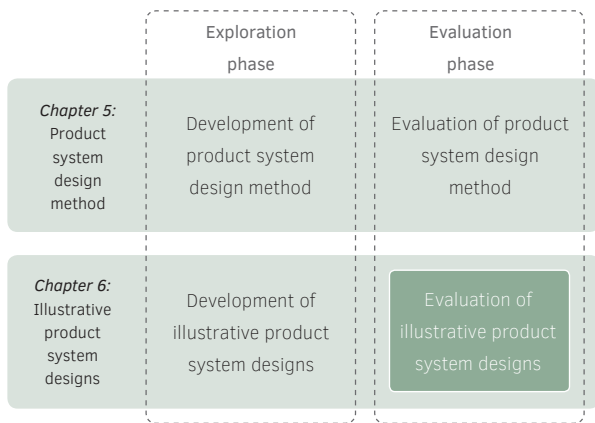 Exploration
phase
Evaluation
phase
Chapter 5:
Product
system
design
method
Development of
product system
design method
Evaluation of product
system design
method
Chapter 6:
Illustrative
product
system
designs
Development of
illustrative product
system designs
Evaluation of
illustrative product
system designs